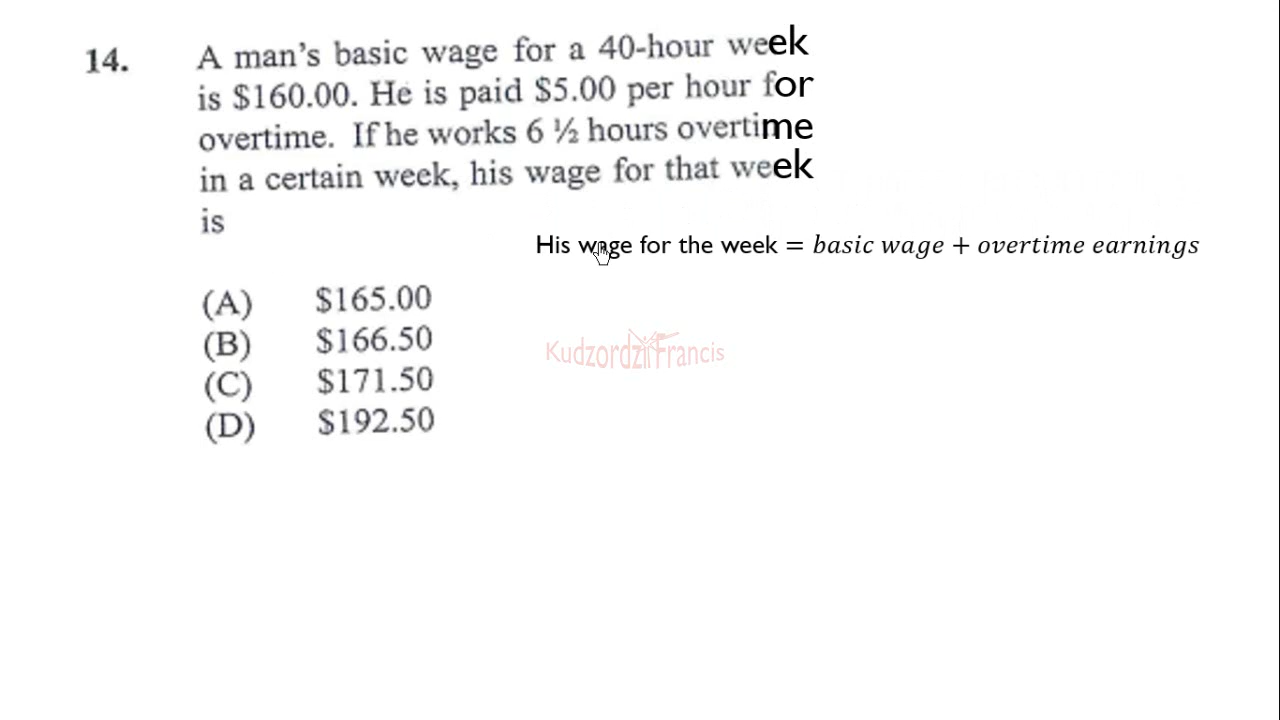 14. A man's basic wage for a 40-hour week
is $160.00. He is paid $5.00 per hour for
overtime. If he works 6 ½ hours overtime
in a certain week, his wage for that week
is
His wage for the week = basic wage + overtime earnings
(A) $165.00
(B) $166.50
(C) $171.50
(D) $192.50
Kudzordzi Francis